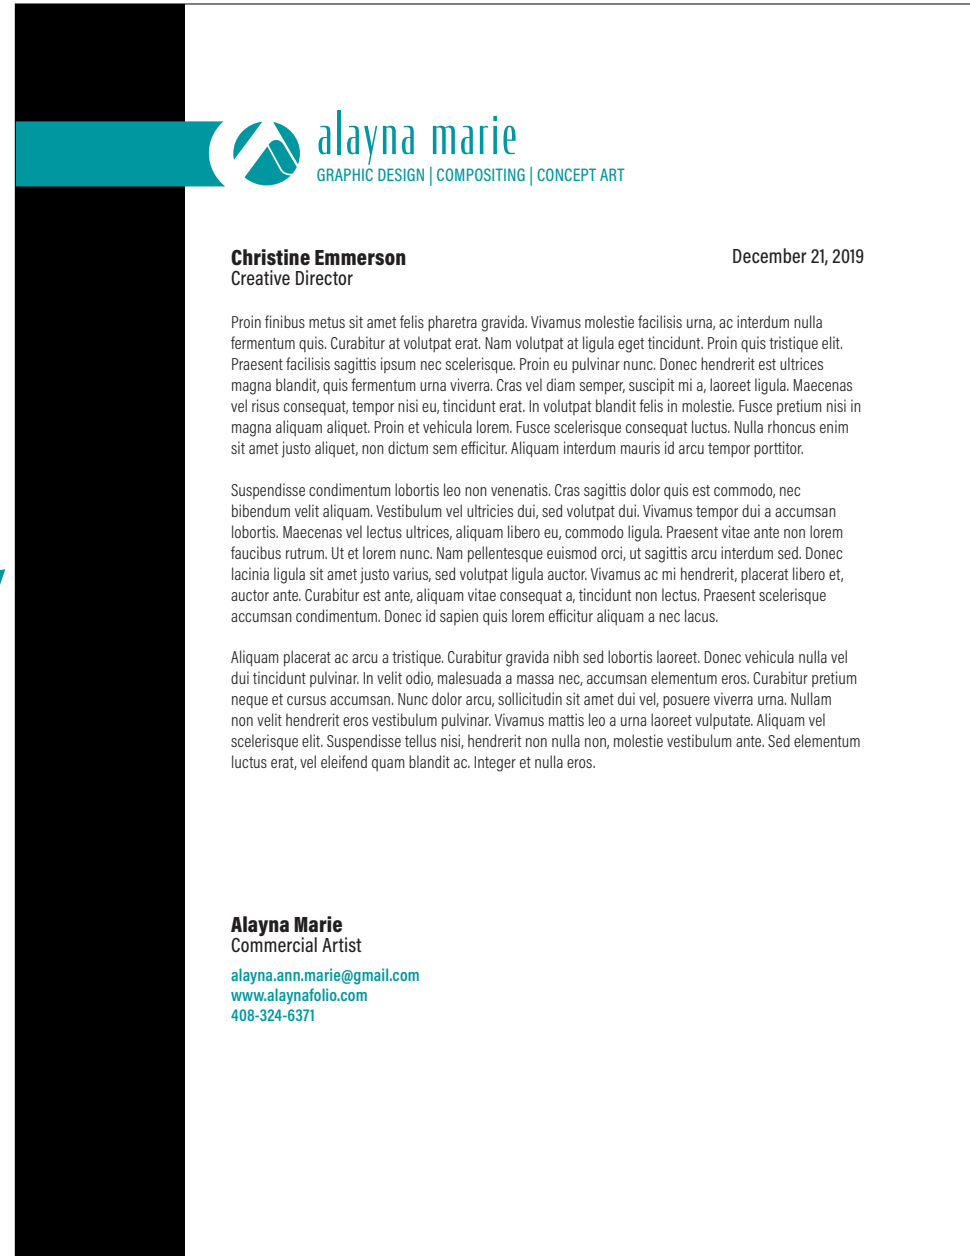 alayna marie
GRAPHIC DESIGN | COMPOSITING | CONCEPT ART
Christine Emmerson
December 21, 2019
Creative Director
Proin finibus metus sit amet felis pharetra gravida. Vivamus molestie facilisis urna, ac interdum nulla
fermentum quis. Curabitur at volutpat erat. Nam volutpat at ligula eget tincidunt. Proin quis tristique elit.
Praesent facilisis sagittis ipsum nec scelerisque. Proin eu pulvinar nunc. Donec hendrerit est ultrices
magna blandit, quis fermentum urna viverra. Cras vel diam semper, suscipit mi a, laoreet ligula. Maecenas
vel risus consequat, tempor nisi eu, tincidunt erat. In volutpat blandit felis in molestie. Fusce pretium nisi in
magna aliquam aliquet. Proin et vehicula lorem. Fusce scelerisque consequat luctus. Nulla rhoncus enim
sit amet justo aliquet, non dictum sem efficitur. Aliquam interdum mauris id arcu tempor porttitor.
Suspendisse condimentum lobortis leo non venenatis. Cras sagittis dolor quis est commodo, nec
bibendum velit aliquam. Vestibulum vel ultricies dui, sed volutpat dui. Vivamus tempor dui a accumsan
lobortis. Maecenas vel lectus ultrices, aliquam libero eu, commodo ligula. Praesent vitae ante non lorem
faucibus rutrum. Ut et lorem nunc. Nam pellentesque euismod orci, ut sagittis arcu interdum sed. Donec
lacinia ligula sit amet justo varius, sed volutpat ligula auctor. Vivamus ac mi hendrerit, placerat libero et,
auctor ante. Curabitur est ante, aliquam vitae consequat a, tincidunt non lectus. Praesent scelerisque
accumsan condimentum. Donec id sapien quis lorem efficitur aliquam a nec lacus.
Aliquam placerat ac arcu a tristique. Curabitur gravida nibh sed lobortis laoreet. Donec vehicula nulla vel
dui tincidunt pulvinar. In velit odio, malesuada a massa nec, accumsan elementum eros. Curabitur pretium
neque et cursus accumsan. Nunc dolor arcu, sollicitudin sit amet dui vel, posuere viverra urna. Nullam
non velit hendrerit eros vestibulum pulvinar. Vivamus mattis leo a urna laoreet vulputate. Aliquam vel
scelerisque elit. Suspendisse tellus nisi, hendrerit non nulla non, molestie vestibulum ante. Sed elementum
luctus erat, vel eleifend quam blandit ac. Integer et nulla eros.
Alayna Marie
Commercial Artist
alayna.ann.marie@gmail.com
www.alaynafolio.com
408-324-6371